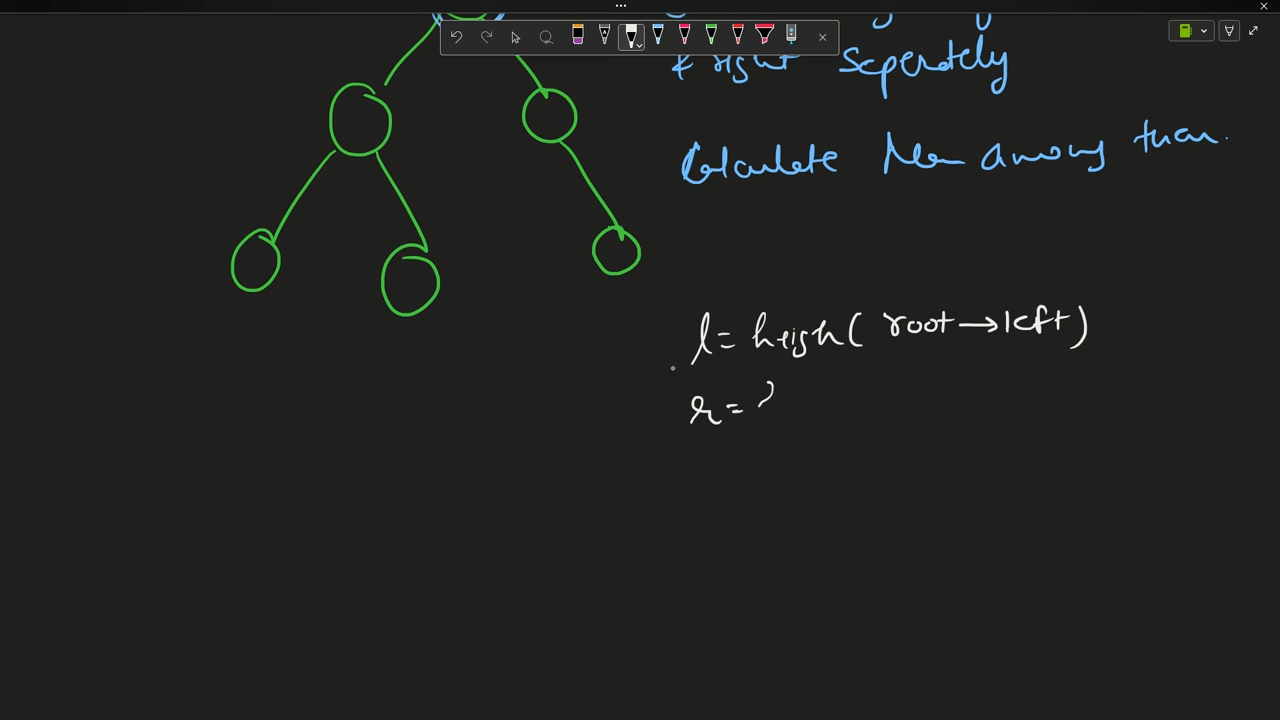 & right Seperately
Calculate Max among them.
l = heigh( root→left)
r =